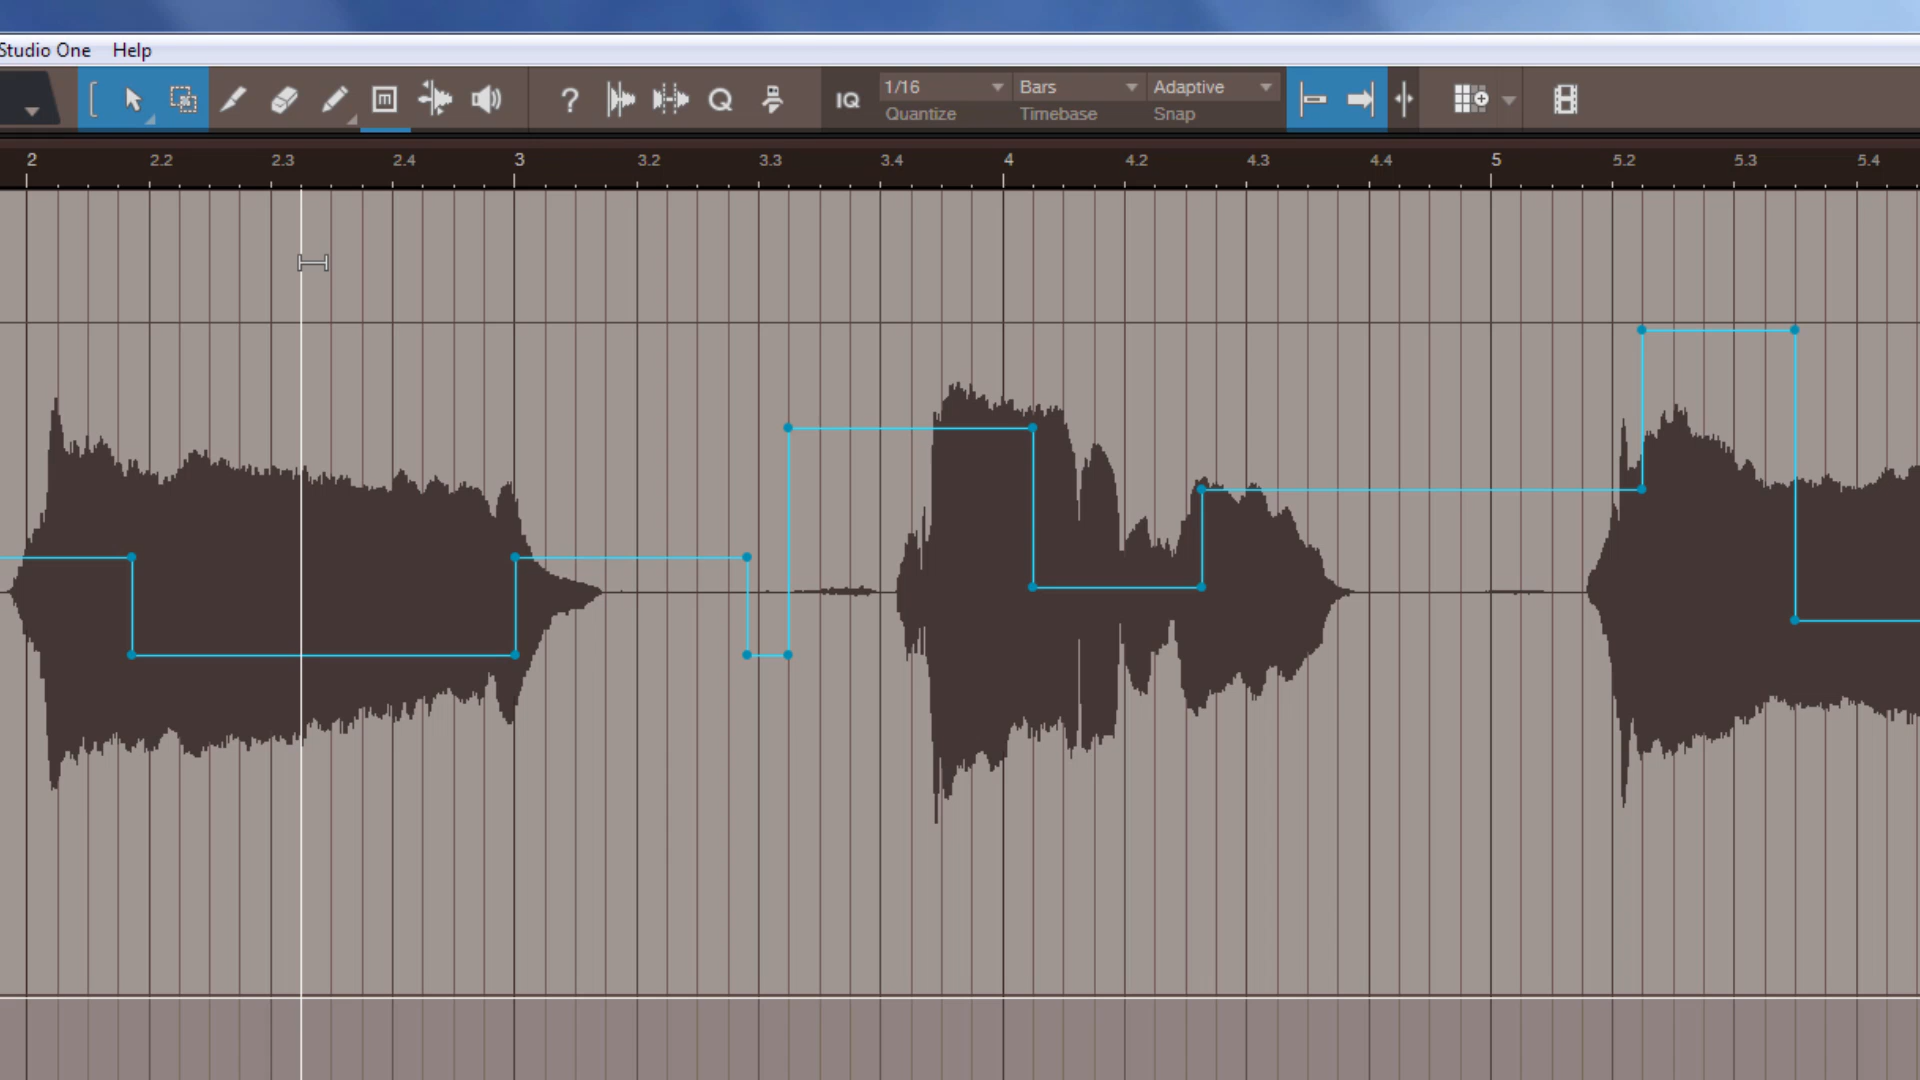 Studio One Help
? Q IQ 1/16 Bars Adaptive
Quantize Timebase Snap
2 2.2 2.3 2.4 3 3.2 3.3 3.4 4 4.2 4.3 4.4 5 5.2 5.3 5.4